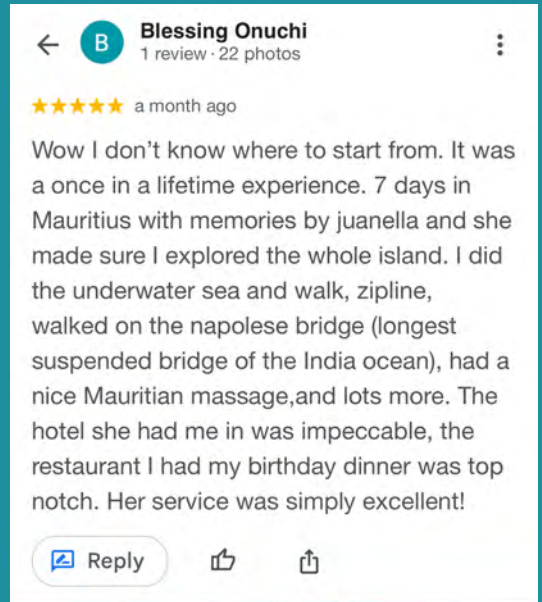 B
Blessing Onuchi
1 review · 22 photos
a month ago
Wow I don’t know where to start from. It was
a once in a lifetime experience. 7 days in
Mauritius with memories by juanella and she
made sure I explored the whole island. I did
the underwater sea and walk, zipline,
walked on the napolese bridge (longest
suspended bridge of the India ocean), had a
nice Mauritian massage,and lots more. The
hotel she had me in was impeccable, the
restaurant I had my birthday dinner was top
notch. Her service was simply excellent!
Reply